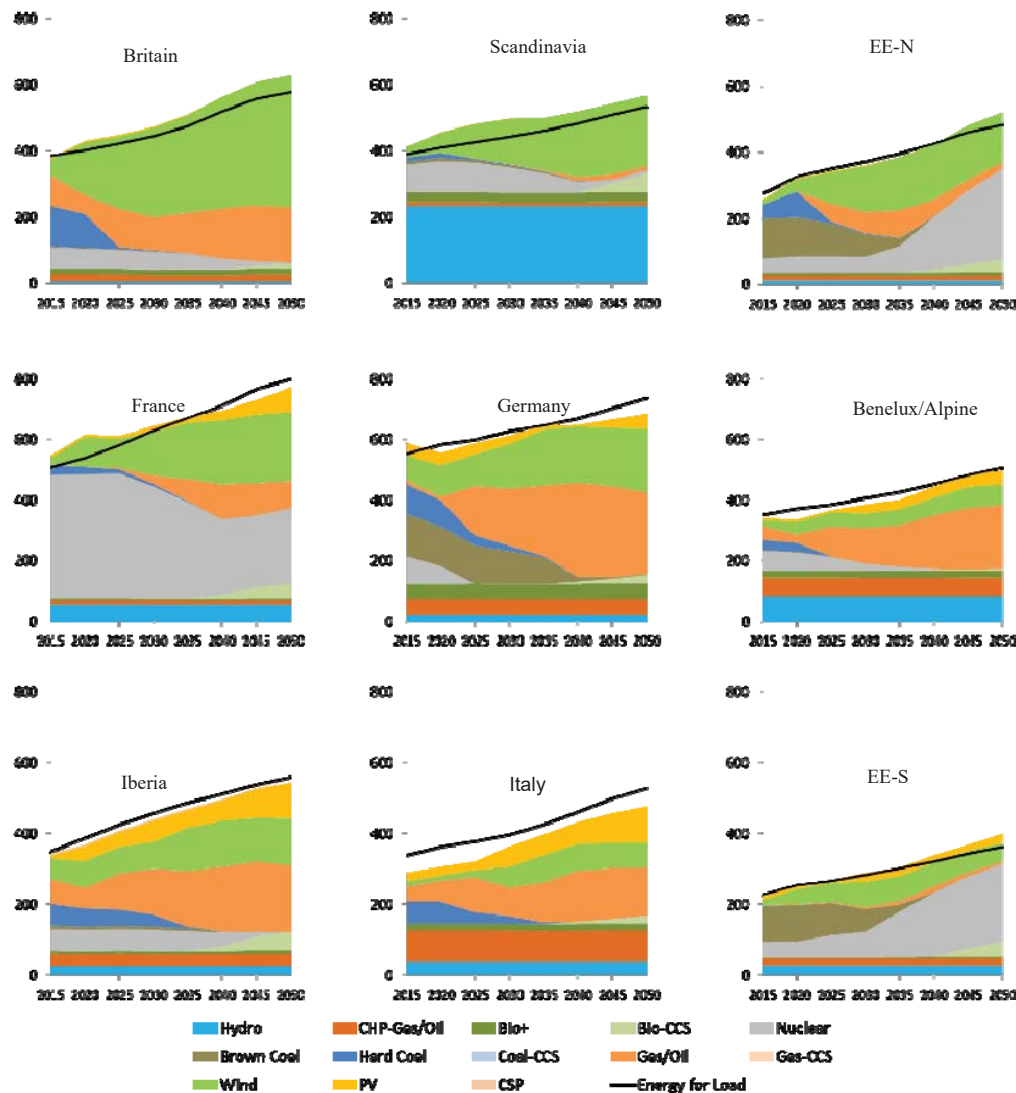 800
Britain
600
400
200
0
2015 2020 2025 2030 2035 2040 2045 2050
800
Scandinavia
600
400
200
0
2015 2020 2025 2030 2035 2040 2045 2050
800
EE-N
600
400
200
0
2015 2020 2025 2030 2035 2040 2045 2050
800
France
600
400
200
0
2015 2020 2025 2030 2035 2040 2045 2050
800
Germany
600
400
200
0
2015 2020 2025 2030 2035 2040 2045 2050
800
Benelux/Alpine
600
400
200
0
2015 2020 2025 2030 2035 2040 2045 2050
800
600
Iberia
400
200
0
2015 2020 2025 2030 2035 2040 2045 2050
800
600
Italy
400
200
0
2015 2020 2025 2030 2035 2040 2045 2050
800
600
EE-S
400
200
0
2015 2020 2025 2030 2035 2040 2045 2050
Hydro CHP-Gas/Oil Bio+ Bio-CCS Nuclear
Brown Coal Hard Coal Coal-CCS Gas/Oil Gas-CCS
Wind PV CSP Energy for Load